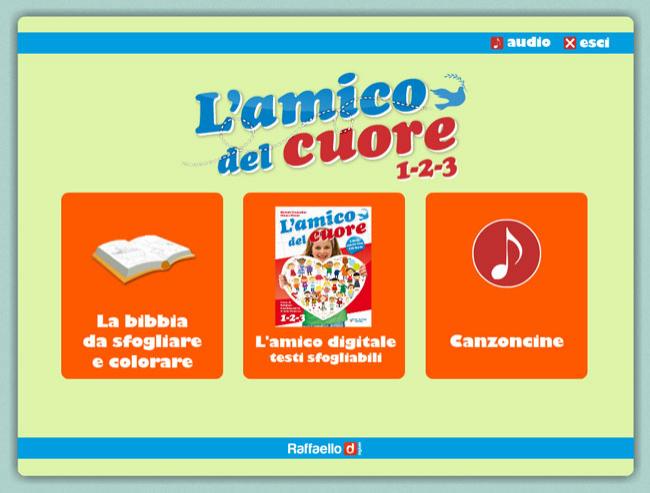 audio esci
L'amico
del cuore
1-2-3
L'amico
del cuore
1-2-3
La bibbia
da sfogliare
e colorare
L'amico digitale
testi sfogliabili
Canzoncine
Raffaello d